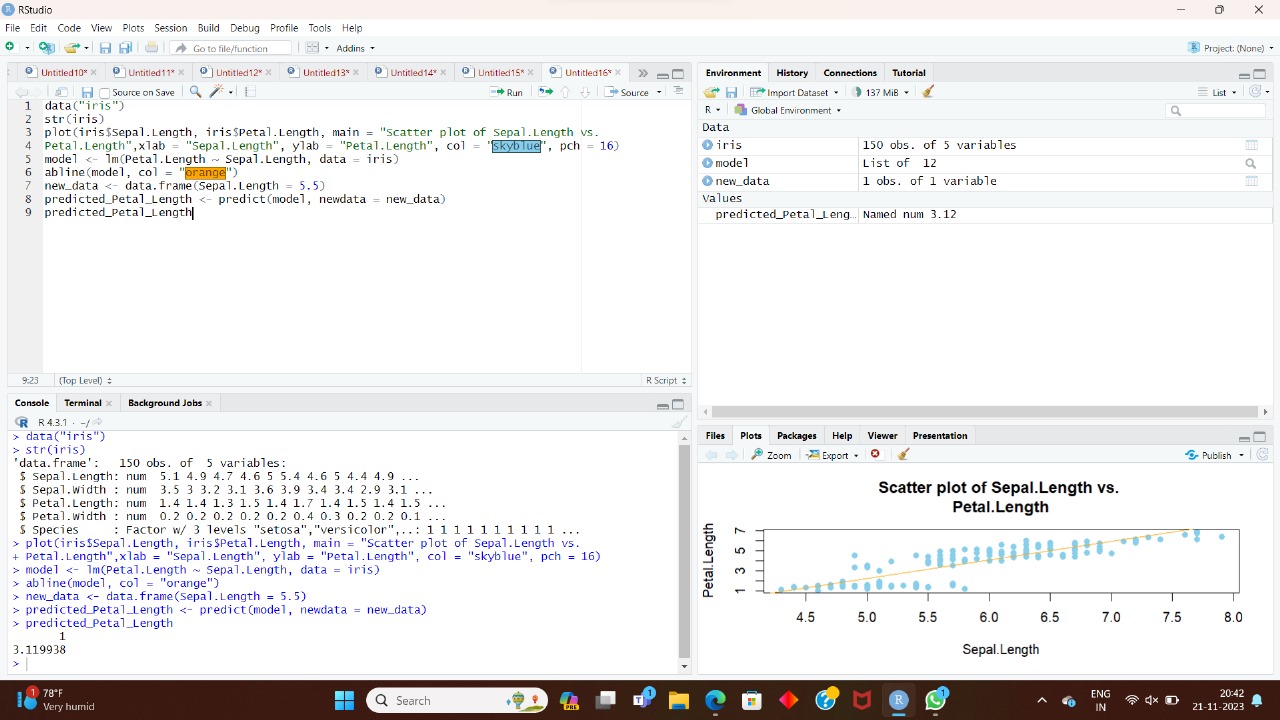 RStudio
File Edit Code View Plots Session Build Debug Profile Tools Help
Go to file/function Addins Project: (None)
Untitled10* Untitled11* Untitled12* Untitled13* Untitled14* Untitled15* Untitled16*
Source on Save Run Source
1 data("iris")
2 str(iris)
3 plot(iris$Sepal.Length, iris$Petal.Length, main = "Scatter plot of Sepal.Length vs.
4 Petal.Length",xlab = "Sepal.Length", ylab = "Petal.Length", col = "skyblue", pch = 16)
5 model <- lm(Petal.Length ~ Sepal.Length, data = iris)
6 abline(model, col = "orange")
7 new_data <- data.frame(Sepal.Length = 5.5)
8 predicted_Petal_Length <- predict(model, newdata = new_data)
9 predicted_Petal_Length
9:23 (Top Level) R Script
Console Terminal Background Jobs
R 4.3.1 · ~/
> data("iris")
> str(iris)
'data.frame': 150 obs. of 5 variables:
$ Sepal.Length: num 5.1 4.9 4.7 4.6 5 5.4 4.6 5 4.4 4.9 ...
$ Sepal.Width : num 3.5 3 3.2 3.1 3.6 3.9 3.4 3.4 2.9 3.1 ...
$ Petal.Length: num 1.4 1.4 1.3 1.5 1.4 1.7 1.4 1.5 1.4 1.5 ...
$ Petal.Width : num 0.2 0.2 0.2 0.2 0.2 0.4 0.3 0.2 0.2 0.1 ...
$ Species : Factor w/ 3 levels "setosa","versicolor",..: 1 1 1 1 1 1 1 1 1 1 ...
> plot(iris$Sepal.Length, iris$Petal.Length, main = "Scatter plot of Sepal.Length vs.
+ Petal.Length",xlab = "Sepal.Length", ylab = "Petal.Length", col = "skyblue", pch = 16)
> model <- lm(Petal.Length ~ Sepal.Length, data = iris)
> abline(model, col = "orange")
> new_data <- data.frame(Sepal.Length = 5.5)
> predicted_Petal_Length <- predict(model, newdata = new_data)
> predicted_Petal_Length
1
3.119938
>
Environment History Connections Tutorial
Import Dataset 137 MiB List
R Global Environment
Data
iris 150 obs. of 5 variables
model List of 12
new_data 1 obs. of 1 variable
Values
predicted_Petal_Leng… Named num 3.12
Files Plots Packages Help Viewer Presentation
Zoom Export Publish
Scatter plot of Sepal.Length vs.
Petal.Length
Petal.Length
7
5
3
1
4.5 5.0 5.5 6.0 6.5 7.0 7.5 8.0
Sepal.Length
1 78°F
Very humid
Search PRE 1 1
ENG
IN
20:42
21-11-2023